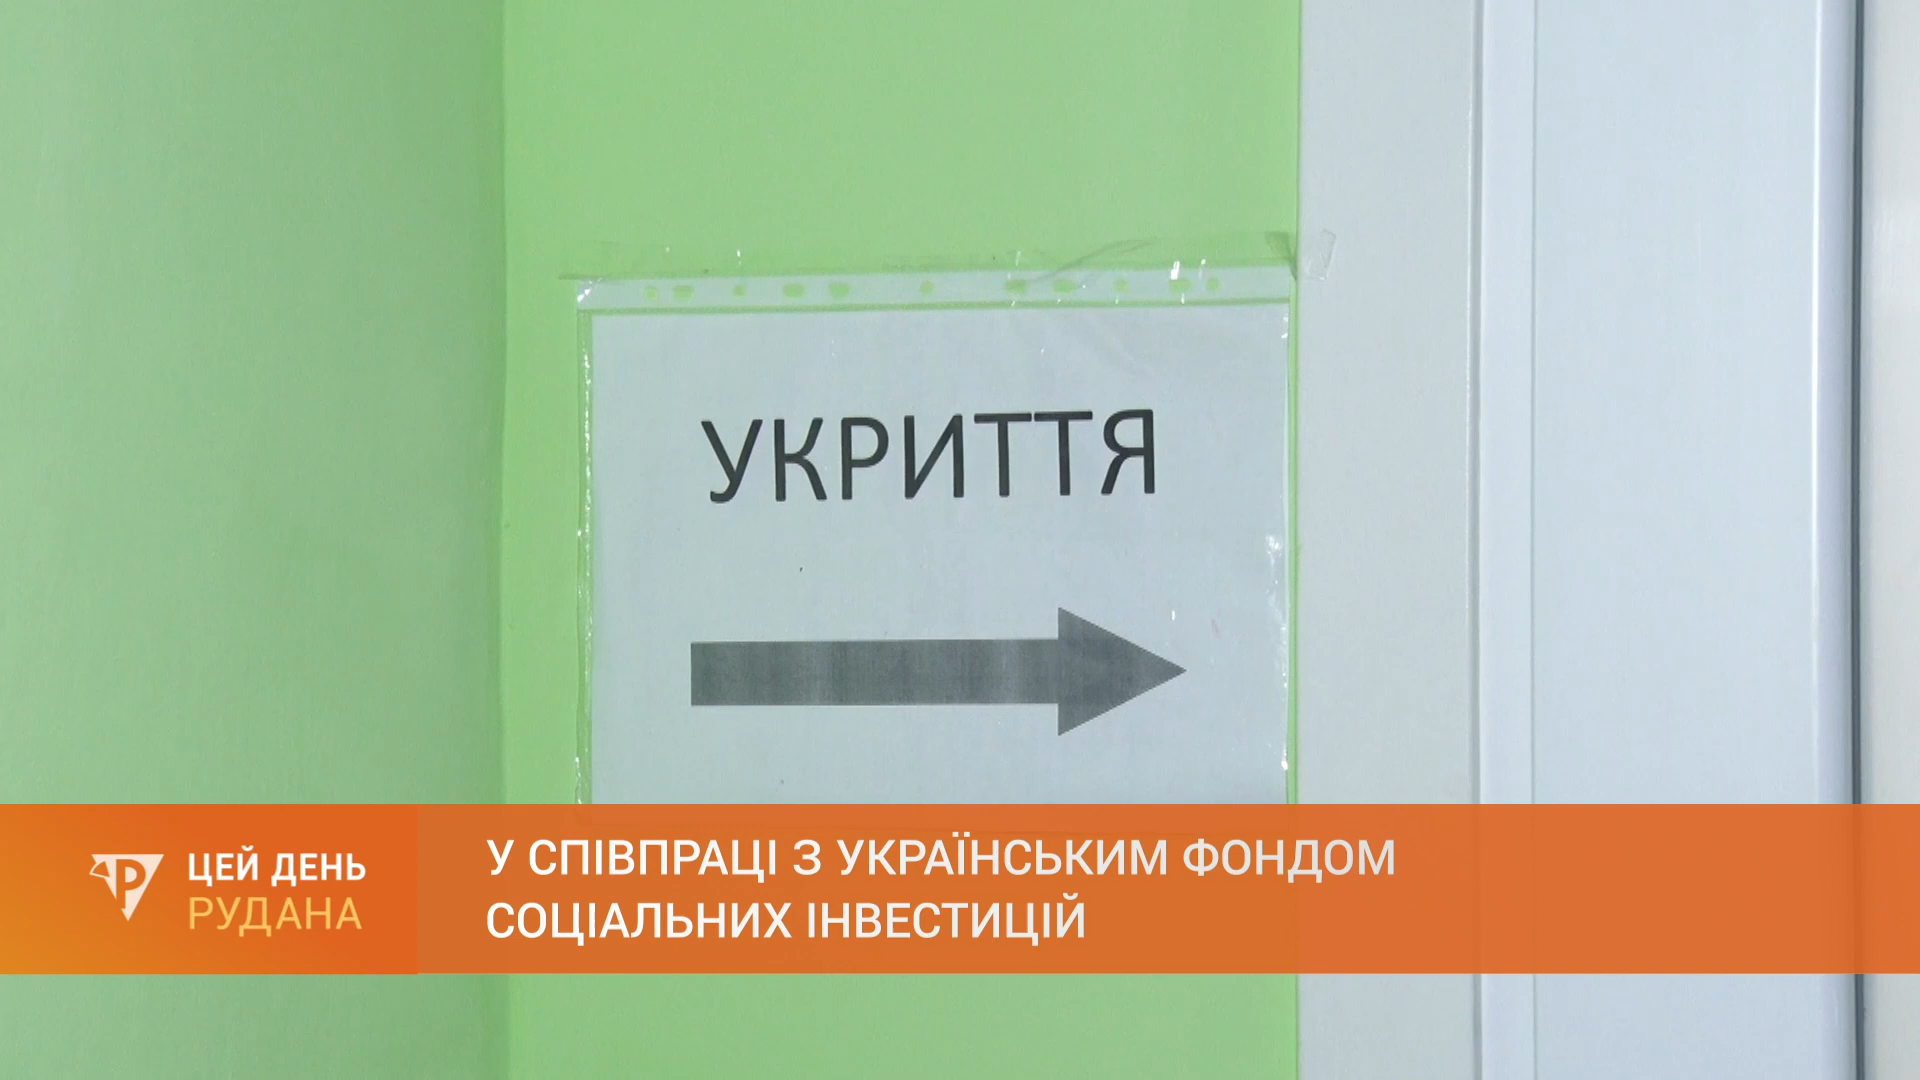 УКРИТТЯ
ЦЕЙ ДЕНЬ
РУДАНА
У СПІВПРАЦІ З УКРАЇНСЬКИМ ФОНДОМ
СОЦІАЛЬНИХ ІНВЕСТИЦІЙ